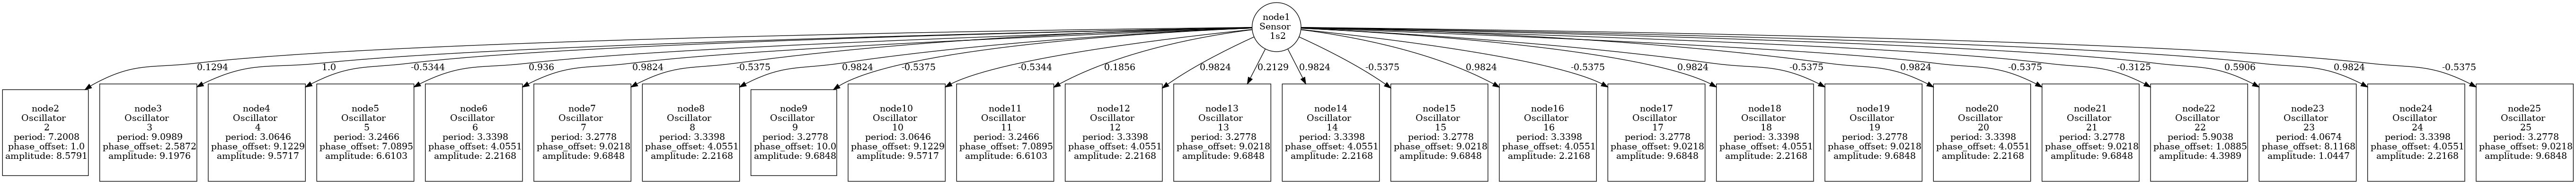 node1
Sensor
1s2
0.1294
1.0
-0.5344
0.936
0.9824
-0.5375
0.9824
-0.5375
-0.5344
0.1856
0.9824
0.2129
0.9824
-0.5375
0.9824
-0.5375
0.9824
-0.5375
0.9824
-0.5375
-0.3125
0.5906
0.9824
-0.5375
node2
Oscillator
2
period: 7.2008
phase_offset: 1.0
amplitude: 8.5791
node3
Oscillator
3
period: 9.0989
phase_offset: 2.5872
amplitude: 9.1976
node4
Oscillator
4
period: 3.0646
phase_offset: 9.1229
amplitude: 9.5717
node5
Oscillator
5
period: 3.2466
phase_offset: 7.0895
amplitude: 6.6103
node6
Oscillator
6
period: 3.3398
phase_offset: 4.0551
amplitude: 2.2168
node7
Oscillator
7
period: 3.2778
phase_offset: 9.0218
amplitude: 9.6848
node8
Oscillator
8
period: 3.3398
phase_offset: 4.0551
amplitude: 2.2168
node9
Oscillator
9
period: 3.2778
phase_offset: 10.0
amplitude: 9.6848
node10
Oscillator
10
period: 3.0646
phase_offset: 9.1229
amplitude: 9.5717
node11
Oscillator
11
period: 3.2466
phase_offset: 7.0895
amplitude: 6.6103
node12
Oscillator
12
period: 3.3398
phase_offset: 4.0551
amplitude: 2.2168
node13
Oscillator
13
period: 3.2778
phase_offset: 9.0218
amplitude: 9.6848
node14
Oscillator
14
period: 3.3398
phase_offset: 4.0551
amplitude: 2.2168
node15
Oscillator
15
period: 3.2778
phase_offset: 9.0218
amplitude: 9.6848
node16
Oscillator
16
period: 3.3398
phase_offset: 4.0551
amplitude: 2.2168
node17
Oscillator
17
period: 3.2778
phase_offset: 9.0218
amplitude: 9.6848
node18
Oscillator
18
period: 3.3398
phase_offset: 4.0551
amplitude: 2.2168
node19
Oscillator
19
period: 3.2778
phase_offset: 9.0218
amplitude: 9.6848
node20
Oscillator
20
period: 3.3398
phase_offset: 4.0551
amplitude: 2.2168
node21
Oscillator
21
period: 3.2778
phase_offset: 9.0218
amplitude: 9.6848
node22
Oscillator
22
period: 5.9038
phase_offset: 1.0885
amplitude: 4.3989
node23
Oscillator
23
period: 4.0674
phase_offset: 8.1168
amplitude: 1.0447
node24
Oscillator
24
period: 3.3398
phase_offset: 4.0551
amplitude: 2.2168
node25
Oscillator
25
period: 3.2778
phase_offset: 9.0218
amplitude: 9.6848